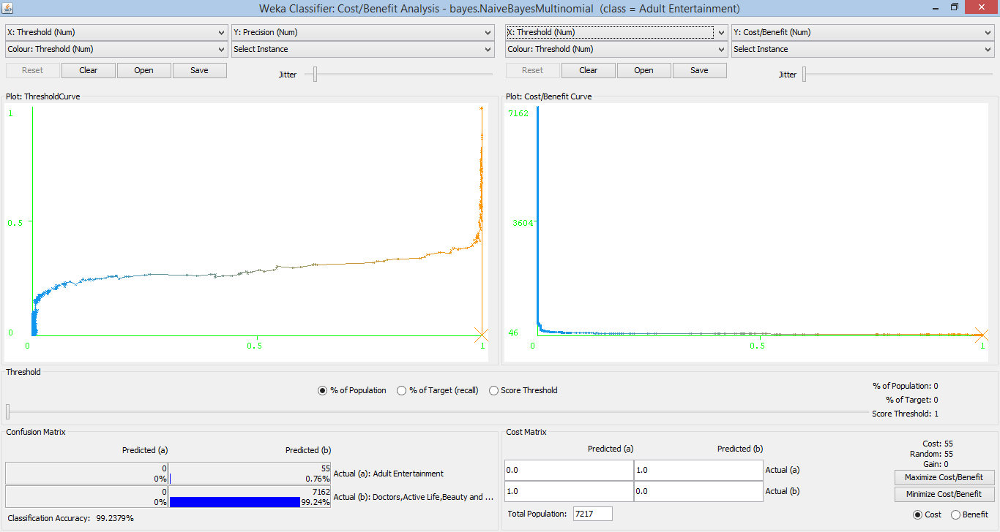 Weka Classifier: Cost/Benefit Analysis - bayes.NaiveBayesMultinomial (class = Adult Entertainment)
X: Threshold (Num) Y: Precision (Num) X: Threshold (Num) Y: Cost/Benefit (Num)
Colour: Threshold (Num) Select Instance Colour: Threshold (Num) Select Instance
Reset Clear Open Save Jitter Reset Clear Open Save Jitter
Plot: ThresholdCurve Plot: Cost/Benefit Curve
1 7162
0.5 3604
0 46
0 0.5 1 0 0.5 1
Threshold
% of Population % of Target (recall) Score Threshold
% of Population: 0
% of Target: 0
Score Threshold: 1
Confusion Matrix
Predicted (a) Predicted (b)
0 55
0% 0.76% Actual (a): Adult Entertainment
0 7162
0% 99.24% Actual (b): Doctors,Active Life,Beauty and ...
Classification Accuracy: 99.2379%
Cost Matrix
Predicted (a) Predicted (b)
0.0 1.0 Actual (a)
1.0 0.0 Actual (b)
Total Population: 7217
Cost: 55
Random: 55
Gain: 0
Maximize Cost/Benefit
Minimize Cost/Benefit
Cost Benefit